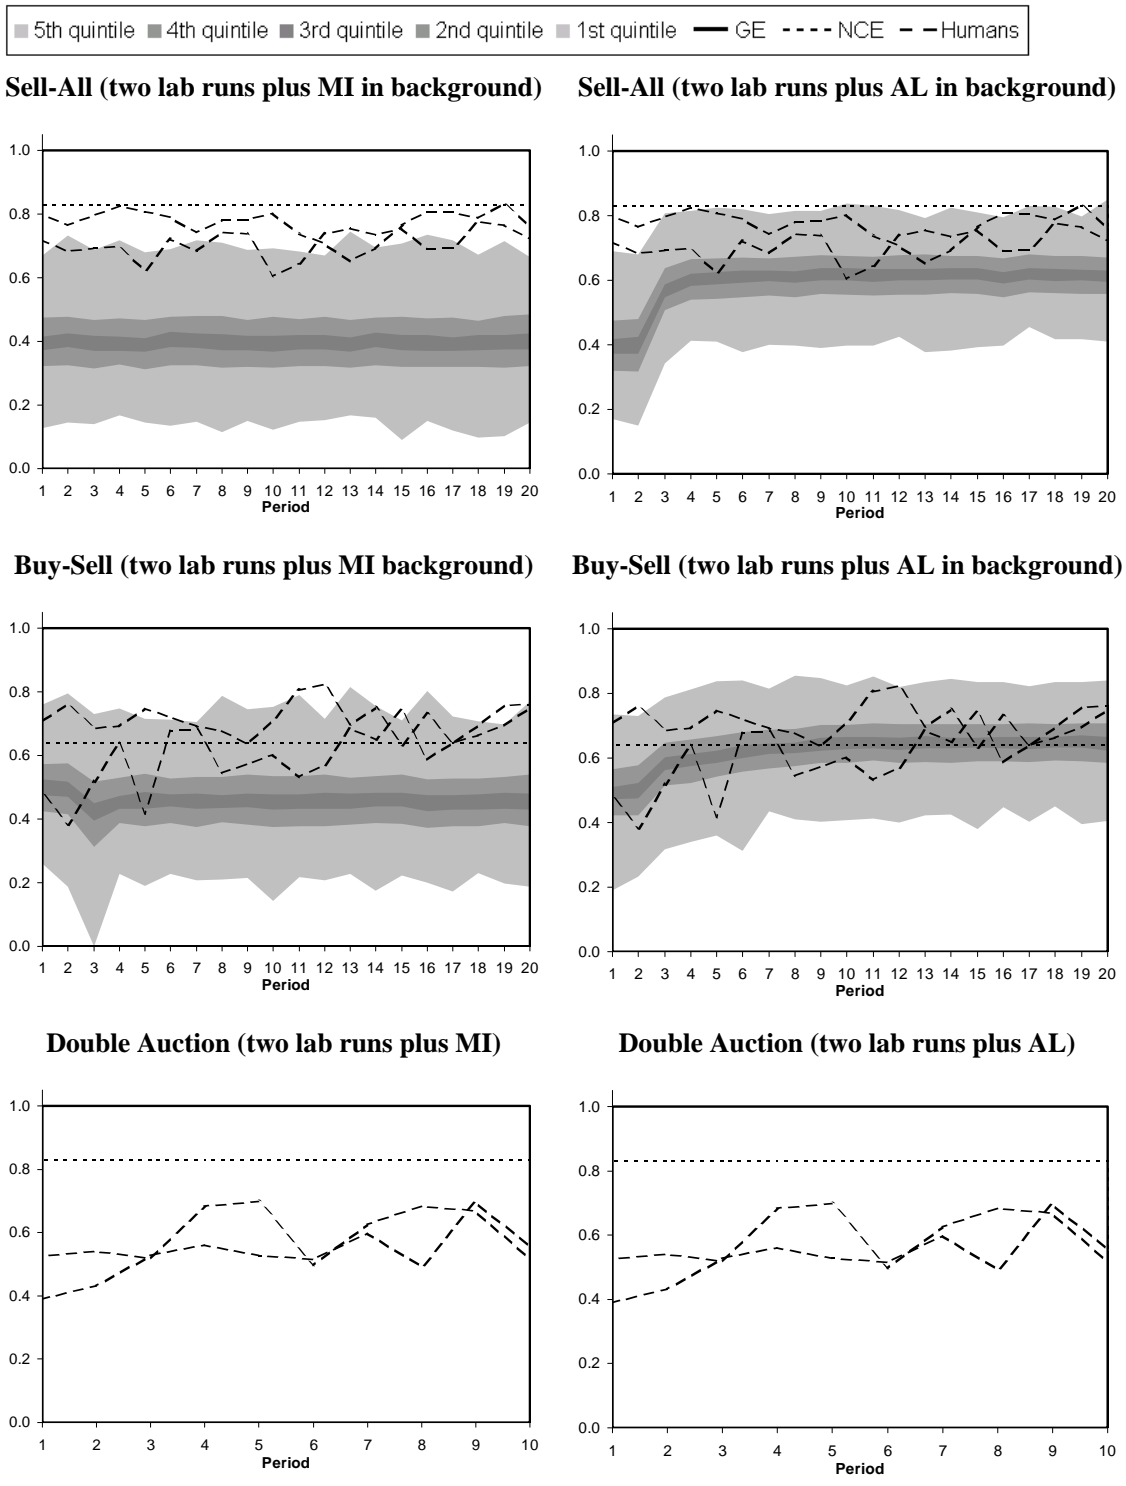 5th quintile 4th quintile 3rd quintile 2nd quintile 1st quintile GE NCE Humans
Sell-All (two lab runs plus MI in background)
1.0
0.8
0.6
0.4
0.2
0.0
1 2 3 4 5 6 7 8 9 10 11 12 13 14 15 16 17 18 19 20
Period
Sell-All (two lab runs plus AL in background)
1.0
0.8
0.6
0.4
0.2
0.0
1 2 3 4 5 6 7 8 9 10 11 12 13 14 15 16 17 18 19 20
Period
Buy-Sell (two lab runs plus MI background)
1.0
0.8
0.6
0.4
0.2
0.0
1 2 3 4 5 6 7 8 9 10 11 12 13 14 15 16 17 18 19 20
Period
Buy-Sell (two lab runs plus AL in background)
1.0
0.8
0.6
0.4
0.2
0.0
1 2 3 4 5 6 7 8 9 10 11 12 13 14 15 16 17 18 19 20
Period
Double Auction (two lab runs plus MI)
1.0
0.8
0.6
0.4
0.2
0.0
1 2 3 4 5 6 7 8 9 10
Period
Double Auction (two lab runs plus AL)
1.0
0.8
0.6
0.4
0.2
0.0
1 2 3 4 5 6 7 8 9 10
Period